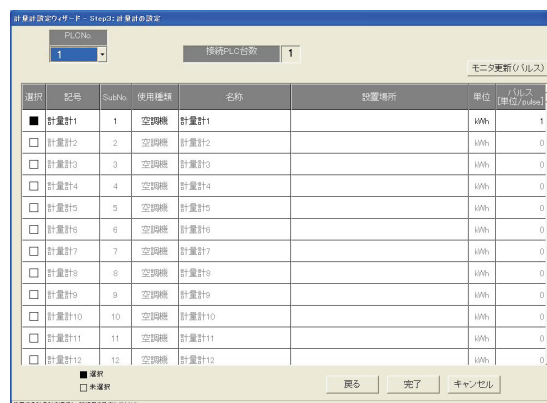 計量計設定ウィザード - Step3: 計量計の設定
PLCNo.
1
接続PLC台数 1
モニタ更新(パルス)
選択 記号 SubNo. 使用種類 名称 設置場所 単位 パルス [単位/pulse]
■ 計量計1 1 空調機 計量計1 kWh 1
□ 計量計2 2 空調機 計量計2 kWh 0
□ 計量計3 3 空調機 計量計3 kWh 0
□ 計量計4 4 空調機 計量計4 kWh 0
□ 計量計5 5 空調機 計量計5 kWh 0
□ 計量計6 6 空調機 計量計6 kWh 0
□ 計量計7 7 空調機 計量計7 kWh 0
□ 計量計8 8 空調機 計量計8 kWh 0
□ 計量計9 9 空調機 計量計9 kWh 0
□ 計量計10 10 空調機 計量計10 kWh 0
□ 計量計11 11 空調機 計量計11 kWh 0
□ 計量計12 12 空調機 計量計12 kWh 0
■ 選択
□ 未選択
戻る 完了 キャンセル